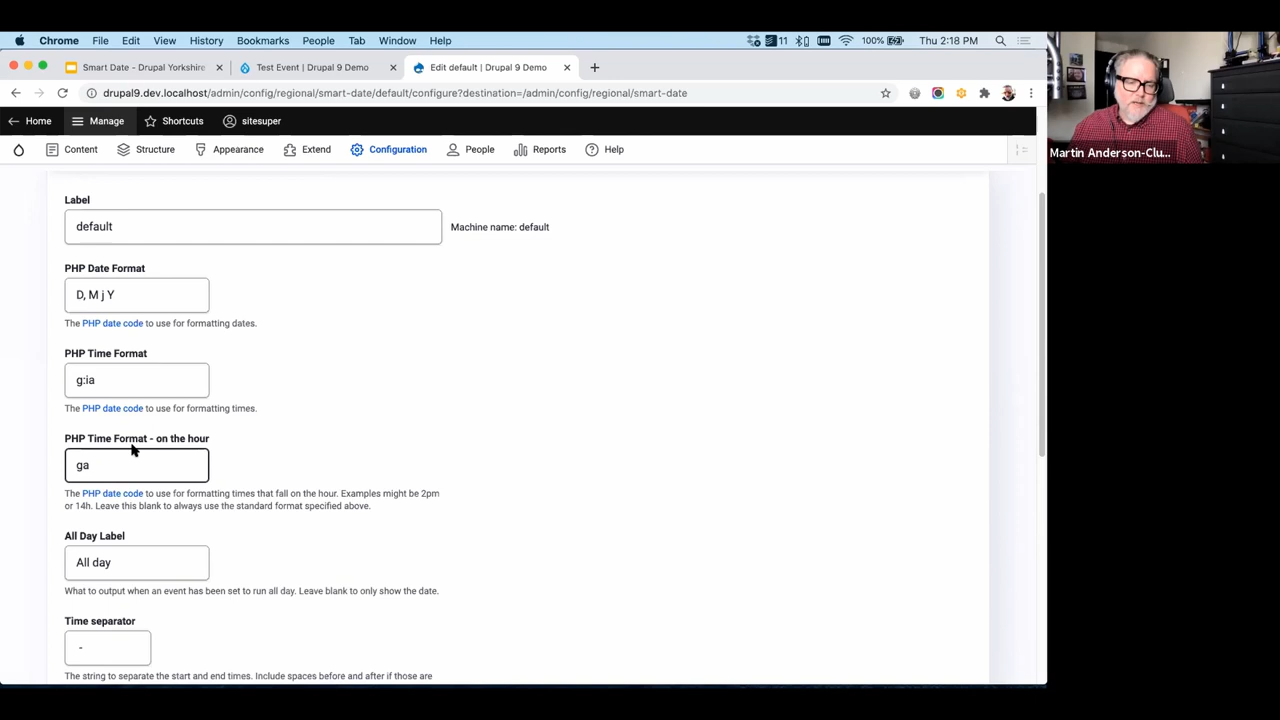 Chrome File Edit View History Bookmarks People Tab Window Help 11 100% Thu 2:18 PM
Smart Date - Drupal Yorkshire Test Event | Drupal 9 Demo Edit default | Drupal 9 Demo
drupal9.dev.localhost/admin/config/regional/smart-date/default/configure?destination=/admin/config/regional/smart-date
Home Manage Shortcuts sitesuper
Content Structure Appearance Extend Configuration People Reports Help
Martin Anderson-Clu...
Label
default Machine name: default
PHP Date Format
D, M j Y
The PHP date code to use for formatting dates.
PHP Time Format
g:ia
The PHP date code to use for formatting times.
PHP Time Format - on the hour
ga
The PHP date code to use for formatting times that fall on the hour. Examples might be 2pm
or 14h. Leave this blank to always use the standard format specified above.
All Day Label
All day
What to output when an event has been set to run all day. Leave blank to only show the date.
Time separator
-
The string to separate the start and end times. Include spaces before and after if those are